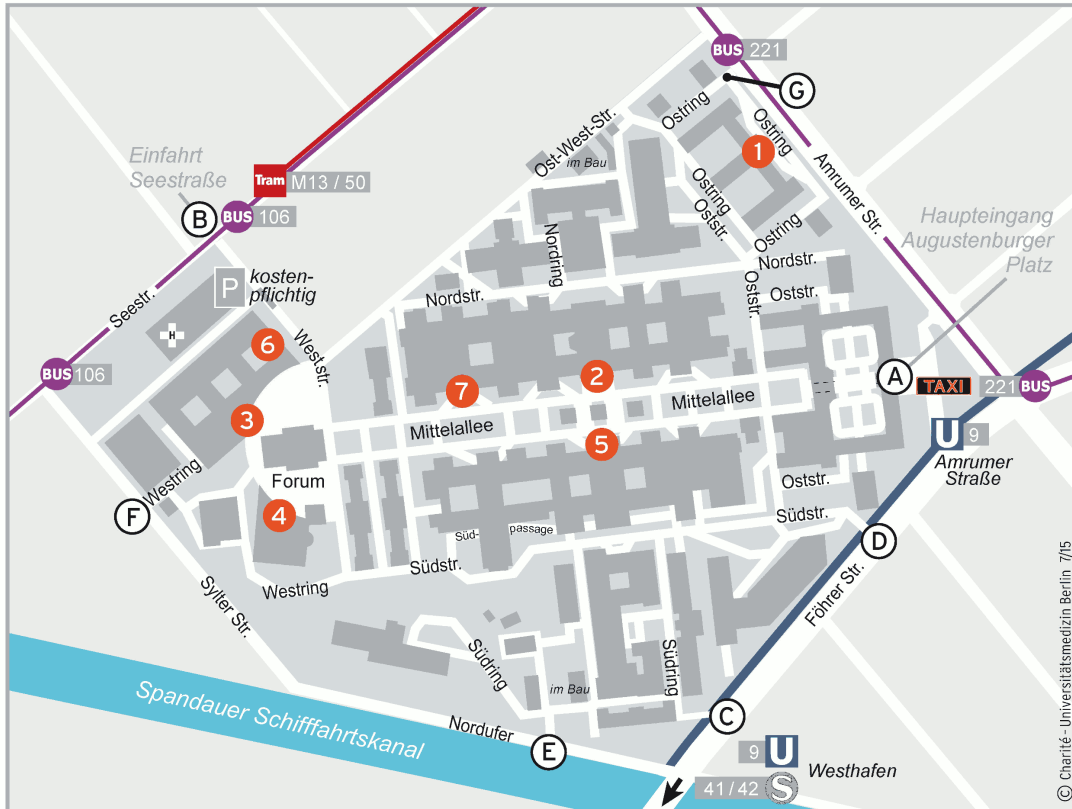 BUS 221
G
Ostring
Ostring
1
Ost-West-Str.
im Bau
Amrumer Str.
Einfahrt
Seestraße
Tram M13 / 50
B
BUS 106
Ostring
Oststr.
Ostring
Nordring
Haupteingang
Augustenburger
Platz
Nordstr.
P kosten-
pflichtig
Seestr.
Nordstr.
Oststr.
Oststr.
H
6
Weststr.
BUS 106
7
2
A
TAXI
221 BUS
3
Mittelallee
Mittelallee
5
U 9
Amrumer
Straße
Westring
Forum
Oststr.
F
4
Süd- passage
Südstr.
D
Südstr.
Westring
Sylter Str.
Föhrer Str.
Südring
Südring
im Bau
Spandauer Schifffahrtskanal
Nordufer
C
E
9 U
Westhafen
41 / 42 S
© Charité - Universitätsmedizin Berlin 7/15